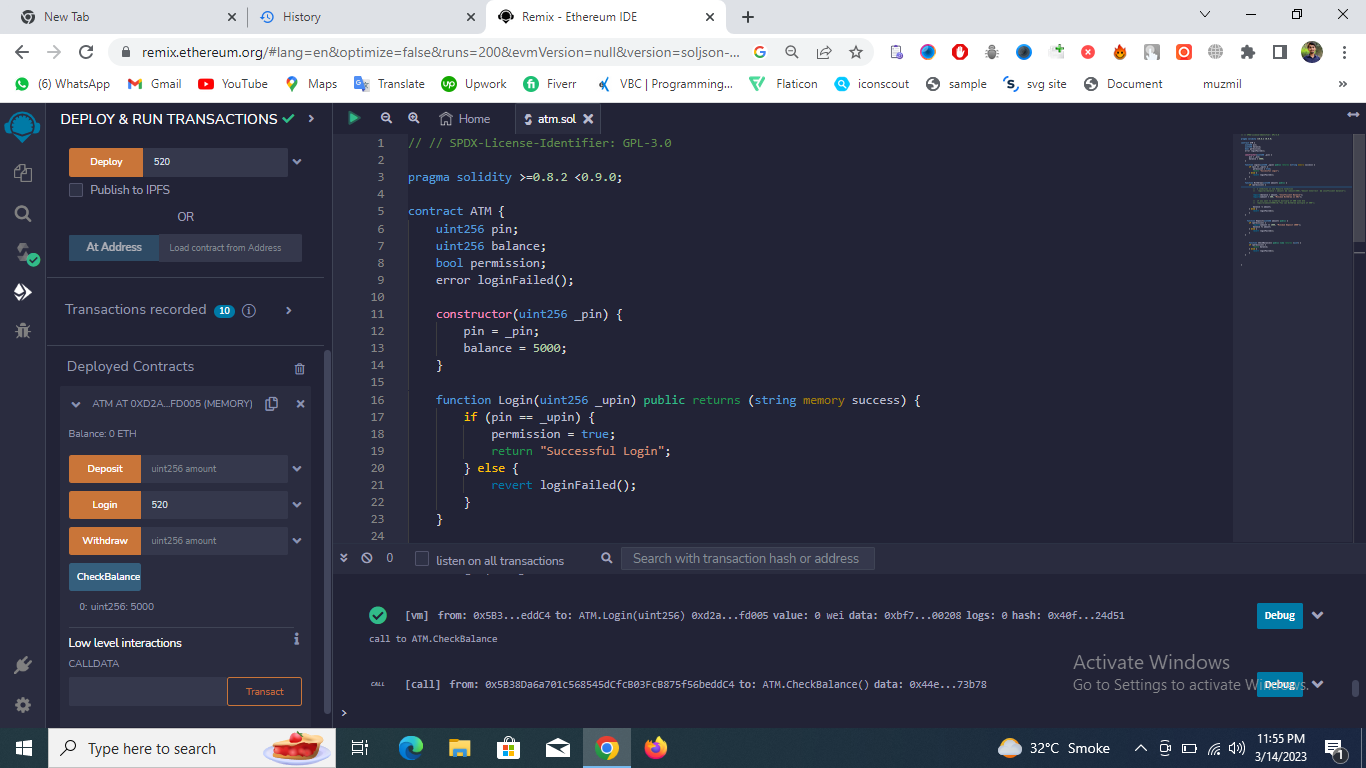 New Tab
History
Remix - Ethereum IDE
remix.ethereum.org/#lang=en&optimize=false&runs=200&evmVersion=null&version=soljson-...
(6) WhatsApp
Gmail
YouTube
Maps
Translate
Upwork
Fiverr
VBC | Programming...
Flaticon
iconscout
sample
svg site
Document
muzmil
DEPLOY & RUN TRANSACTIONS
Deploy 520
Publish to IPFS
OR
At Address Load contract from Address
Transactions recorded 10 i
Deployed Contracts
ATM AT 0XD2A...FD005 (MEMORY)
Balance: 0 ETH
Deposit uint256 amount
Login 520
Withdraw uint256 amount
CheckBalance
0: uint256: 5000
Low level interactions i
CALLDATA
Transact
Home
atm.sol
1 // // SPDX-License-Identifier: GPL-3.0
2
3 pragma solidity >=0.8.2 <0.9.0;
4
5 contract ATM {
6 uint256 pin;
7 uint256 balance;
8 bool permission;
9 error loginFailed();
10
11 constructor(uint256 _pin) {
12 pin = _pin;
13 balance = 5000;
14 }
15
16 function Login(uint256 _upin) public returns (string memory success) {
17 if (pin == _upin) {
18 permission = true;
19 return "Successful Login";
20 } else {
21 revert loginFailed();
22 }
23 }
24
0
listen on all transactions
Search with transaction hash or address
[vm] from: 0x5B3...eddC4 to: ATM.Login(uint256) 0xd2a...fd005 value: 0 wei data: 0xbf7...00208 logs: 0 hash: 0x40f...24d51
Debug
call to ATM.CheckBalance
CALL [call] from: 0x5B38Da6a701c568545dCfcB03FcB875f56beddC4 to: ATM.CheckBalance() data: 0x44e...73b78
Debug
>
Activate Windows
Go to Settings to activate Windows.
Type here to search
32°C Smoke
11:55 PM
3/14/2023
1